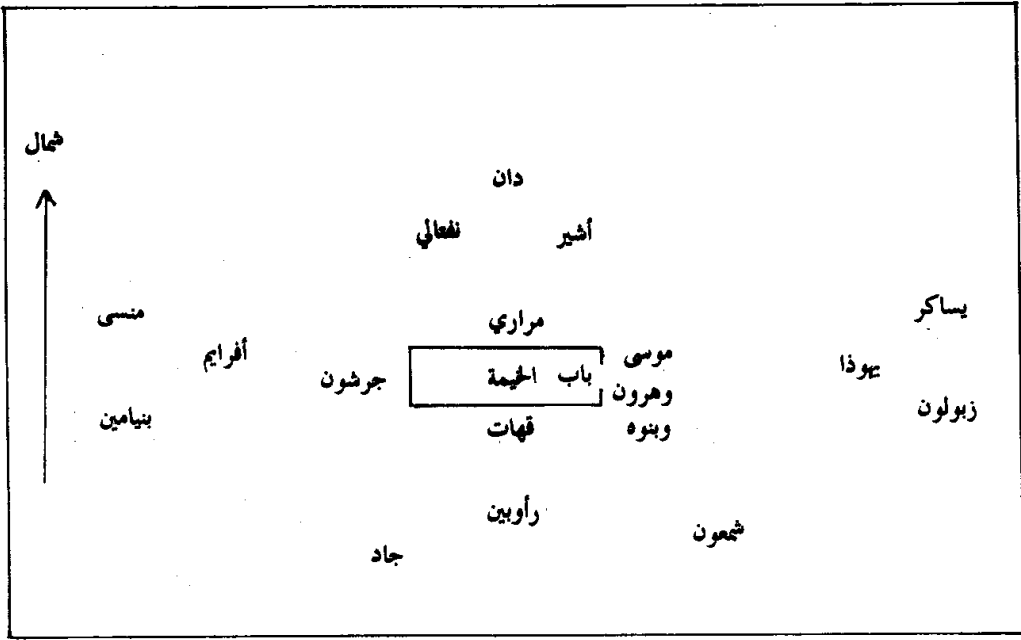 شمال
دان
أشير نفتالي
يساكر
منسى
مراري
موسى
أفرايم
يهوذا
باب
الخيمة
جرشون
وهرون
زبولون
بنيامين
وبنوه
قهات
رأوبين
شمعون
جاد